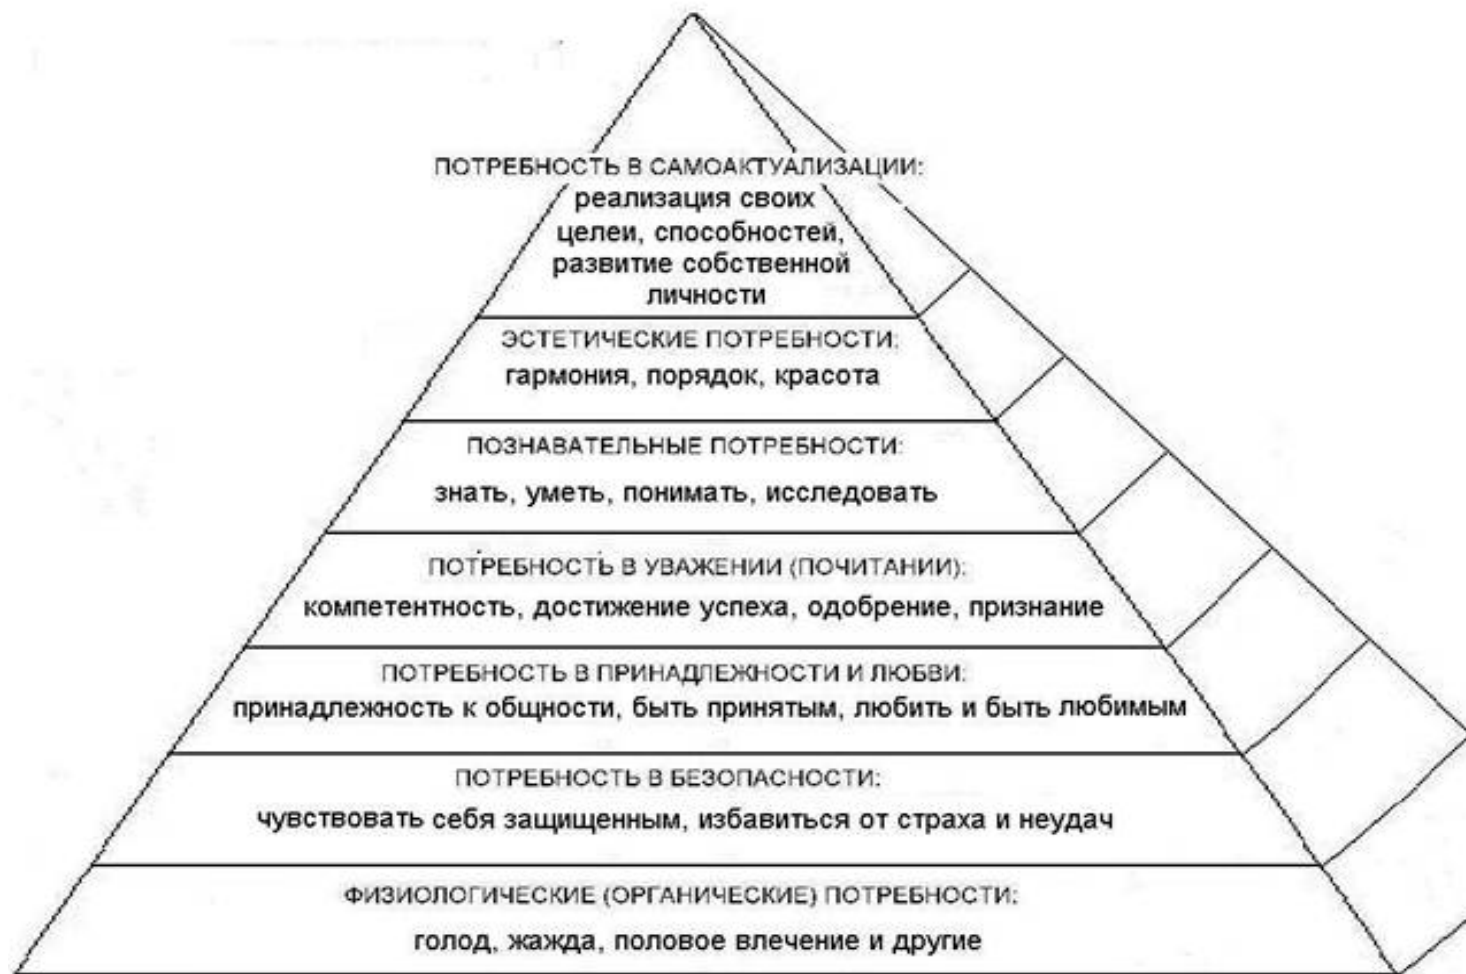 ПОТРЕБНОСТЬ В САМОАКТУАЛИЗАЦИИ:
реализация своих
целеи, способностей,
развитие собственной
личности
ЭСТЕТИЧЕСКИЕ ПОТРЕБНОСТИ:
гармония, порядок, красота
ПОЗНАВАТЕЛЬНЫЕ ПОТРЕБНОСТИ:
знать, уметь, понимать, исследовать
ПОТРЕБНОСТЬ В УВАЖЕНИИ (ПОЧИТАНИИ):
компетентность, достижение успеха, одобрение, признание
ПОТРЕБНОСТЬ В ПРИНАДЛЕЖНОСТИ И ЛЮБВИ:
принадлежность к общности, быть принятым, любить и быть любимым
ПОТРЕБНОСТЬ В БЕЗОПАСНОСТИ:
чувствовать себя защищенным, избавиться от страха и неудач
ФИЗИОЛОГИЧЕСКИЕ (ОРГАНИЧЕСКИЕ) ПОТРЕБНОСТИ:
голод, жажда, половое влечение и другие